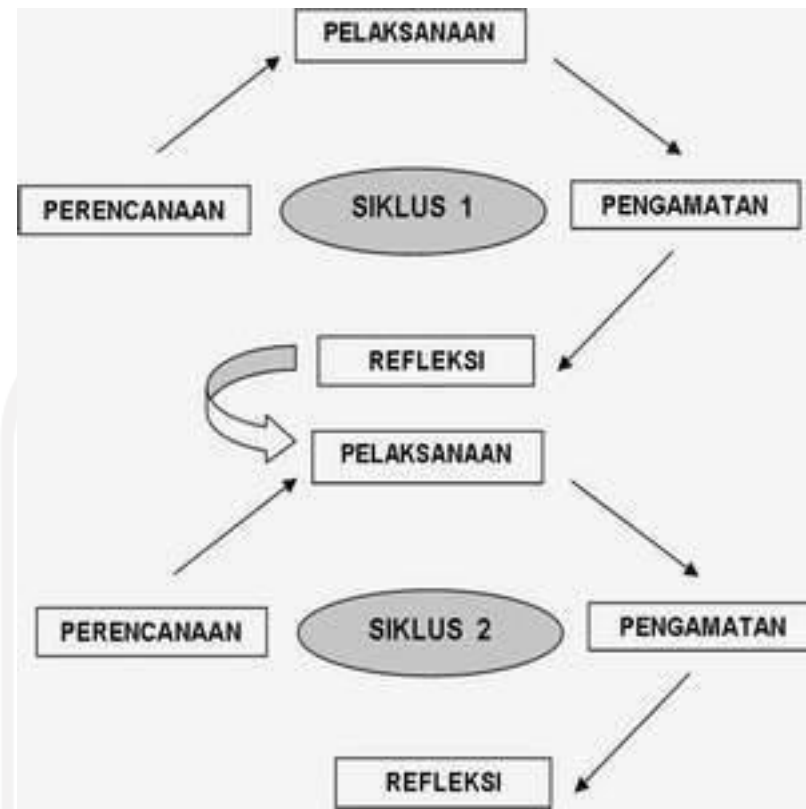 PELAKSANAAN
PERENCANAAN
SIKLUS 1
PENGAMATAN
REFLEKSI
PELAKSANAAN
PERENCANAAN
SIKLUS 2
PENGAMATAN
REFLEKSI